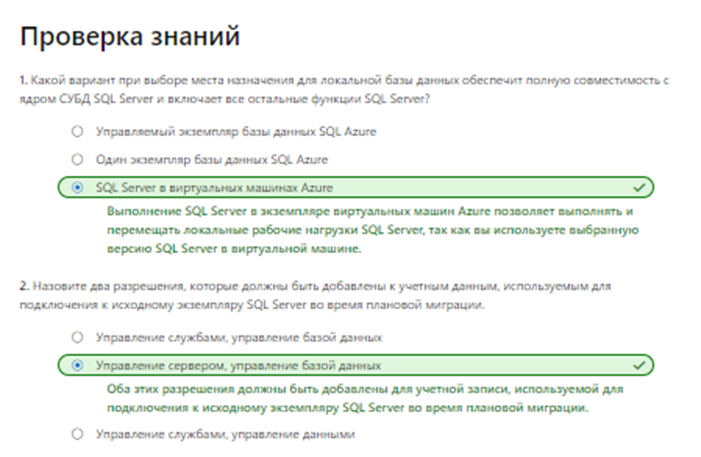 Проверка знаний
1. Какой вариант при выборе места назначения для локальной базы данных обеспечит полную совместимость с
ядром СУБД SQL Server и включает все остальные функции SQL Server?
Управляемый экземпляр базы данных SQL Azure
Один экземпляр базы данных SQL Azure
SQL Server в виртуальных машинах Azure
Выполнение SQL Server в экземпляре виртуальных машин Azure позволяет выполнять и
перемещать локальные рабочие нагрузки SQL Server, так как вы используете выбранную
версию SQL Server в виртуальной машине.
2. Назовите два разрешения, которые должны быть добавлены к учетным данным, используемым для
подключения к исходному экземпляру SQL Server во время плановой миграции.
Управление службами, управление базой данных
Управление сервером, управление базой данных
Оба этих разрешения должны быть добавлены для учетной записи, используемой для
подключения к исходному экземпляру SQL Server во время плановой миграции.
Управление службами, управление данными